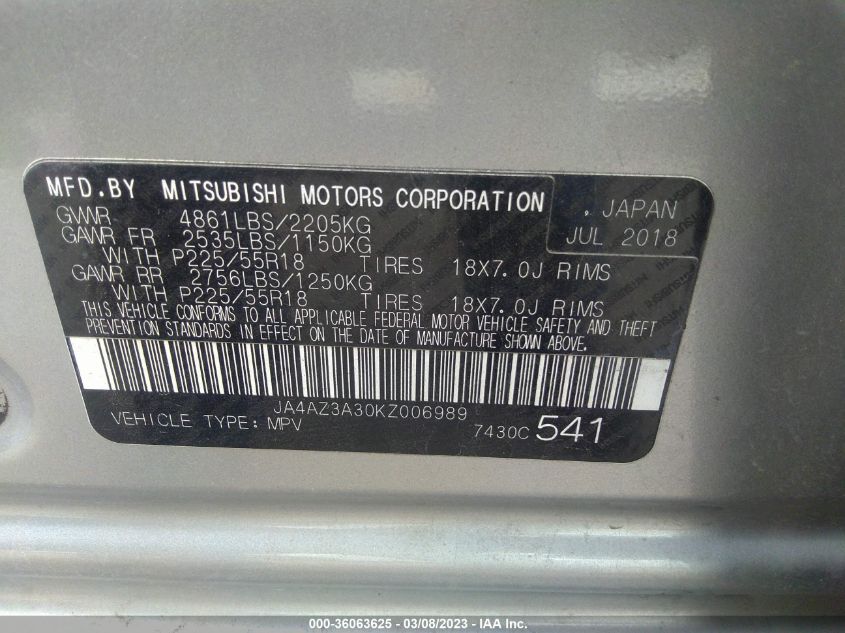 MFD.BY MITSUBISHI MOTORS CORPORATION
, JAPAN
GVWR 4861LBS/2205KG
JUL 2018
GAWR FR 2535LBS/1150KG
WITH P225/55R18 TIRES 18X7.0J RIMS
GAWR RR 2756LBS/1250KG
WITH P225/55R18 TIRES 18X7.0J RIMS
THIS VEHICLE CONFORMS TO ALL APPLICABLE FEDERAL MOTOR VEHICLE SAFETY AND THEFT
PREVENTION STANDARDS IN EFFECT ON THE DATE OF MANUFACTURE SHOWN ABOVE.
JA4AZ3A30KZ006989
VEHICLE TYPE: MPV 7430C 541
000-36063625 - 03/08/2023 - IAA Inc.